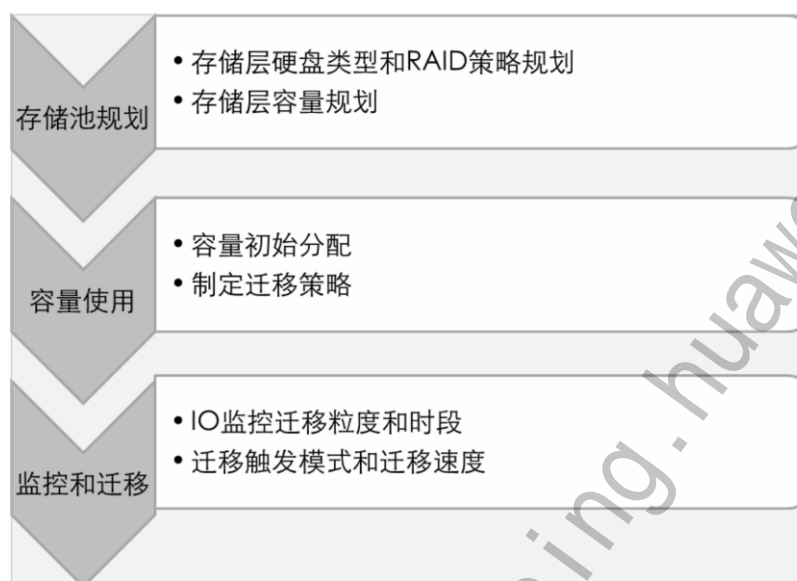 存储池规划
• 存储层硬盘类型和RAID策略规划
• 存储层容量规划
容量使用
• 容量初始分配
• 制定迁移策略
监控和迁移
• IO监控迁移粒度和时段
• 迁移触发模式和迁移速度
ing.huaw